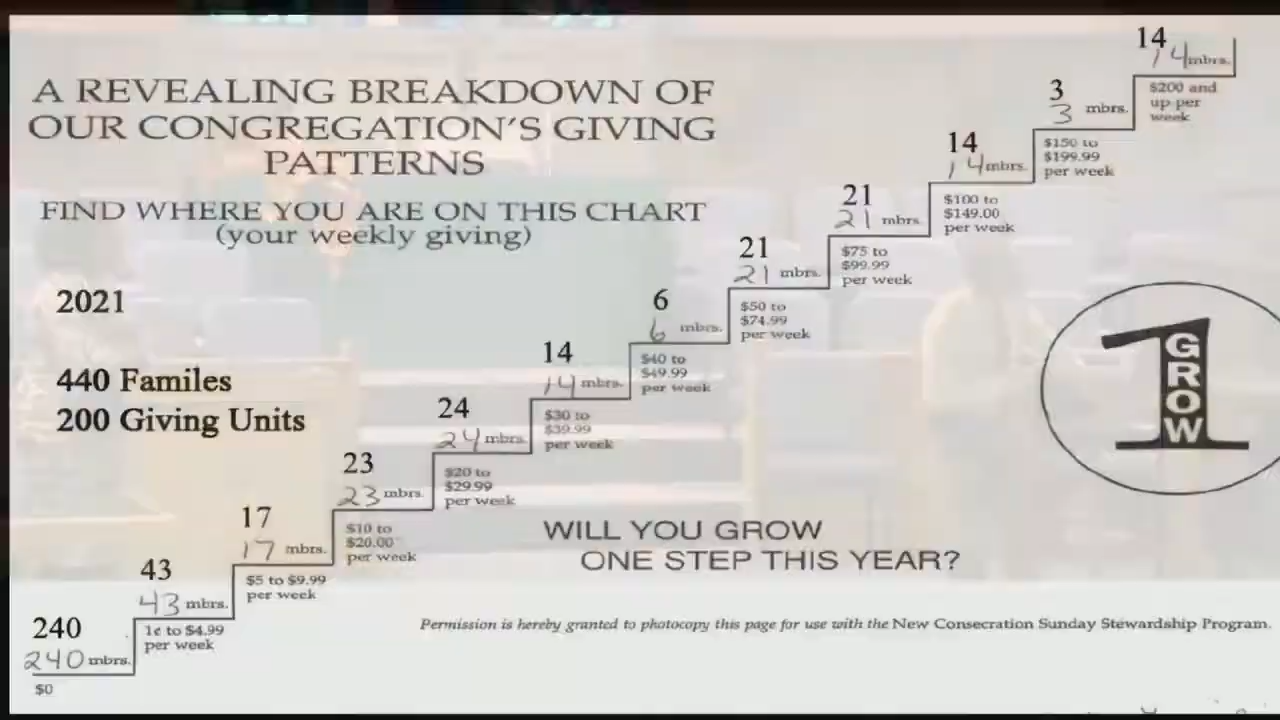 A REVEALING BREAKDOWN OF
OUR CONGREGATION'S GIVING
PATTERNS
FIND WHERE YOU ARE ON THIS CHART
(your weekly giving)
2021
440 Familes
200 Giving Units
240
240 mbrs.
$0
43
43 mbrs.
1¢ to $4.99
per week
17
17 mbrs.
$5 to $9.99
per week
23
23 mbrs.
$10 to
$20.00
per week
24
24 mbrs.
$20 to
$29.99
per week
14
14 mbrs.
$30 to
$39.99
per week
6
6 mbrs.
$40 to
$49.99
per week
21
21 mbrs.
$50 to
$74.99
per week
21
21 mbrs.
$75 to
$99.99
per week
14
14 mbrs.
$100 to
$149.00
per week
3
3 mbrs.
$150 to
$199.99
per week
14
14 mbrs.
$200 and
up per
week
1
GROW
WILL YOU GROW
ONE STEP THIS YEAR?
Permission is hereby granted to photocopy this page for use with the New Consecration Sunday Stewardship Program.